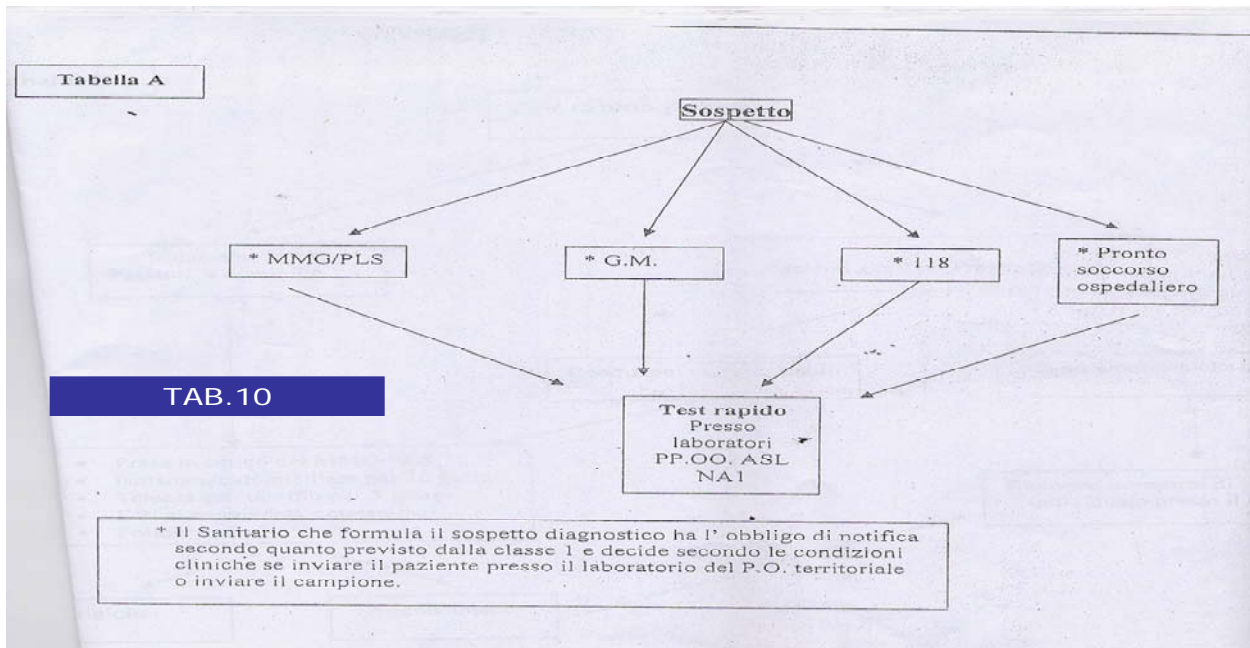 Tabella A
Sospetto
* MMG/PLS
* G.M.
* 118
* Pronto
soccorso
ospedaliero
TAB.10
Test rapido
Presso
laboratori
PP.OO. ASL
NA1
* Il Sanitario che formula il sospetto diagnostico ha l' obbligo di notifica
secondo quanto previsto dalla classe 1 e decide secondo le condizioni
cliniche se inviare il paziente presso il laboratorio del P.O. territoriale
o inviare il campione.